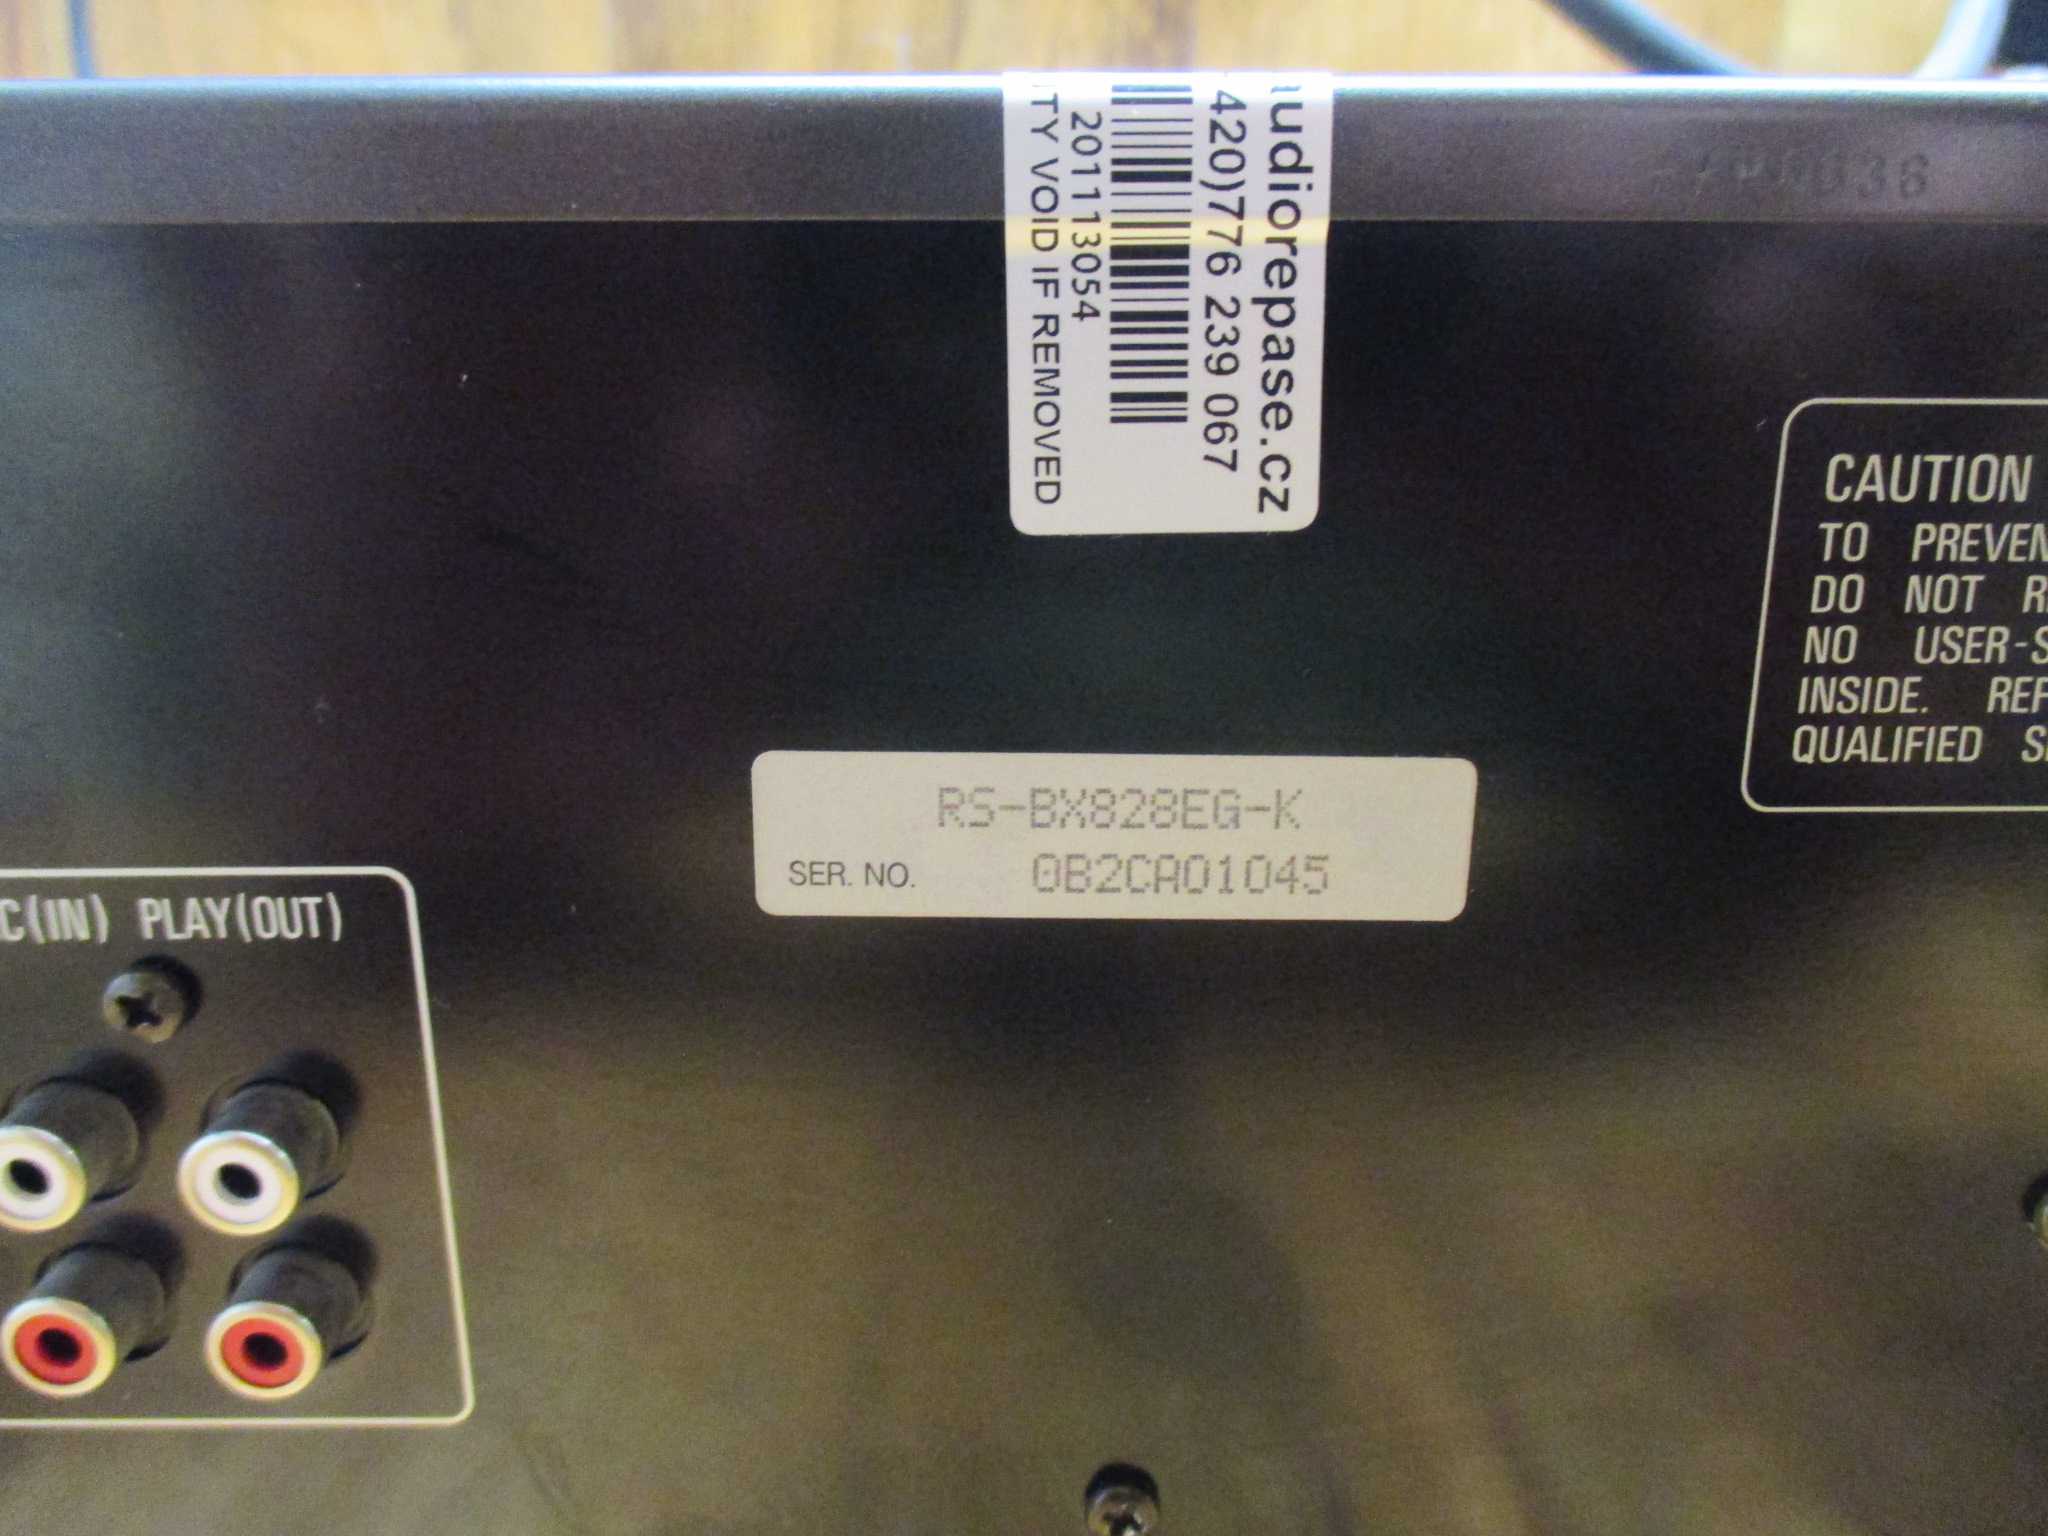 udiorepase.cz
420)776 239 067
201113054
TY VOID IF REMOVED
CAUTION
TO PREVEN
DO NOT R
NO USER-S
INSIDE. REF
QUALIFIED S
RS-BX828EG-K
SER. NO. 0B2CA01045
C(IN) PLAY(OUT)